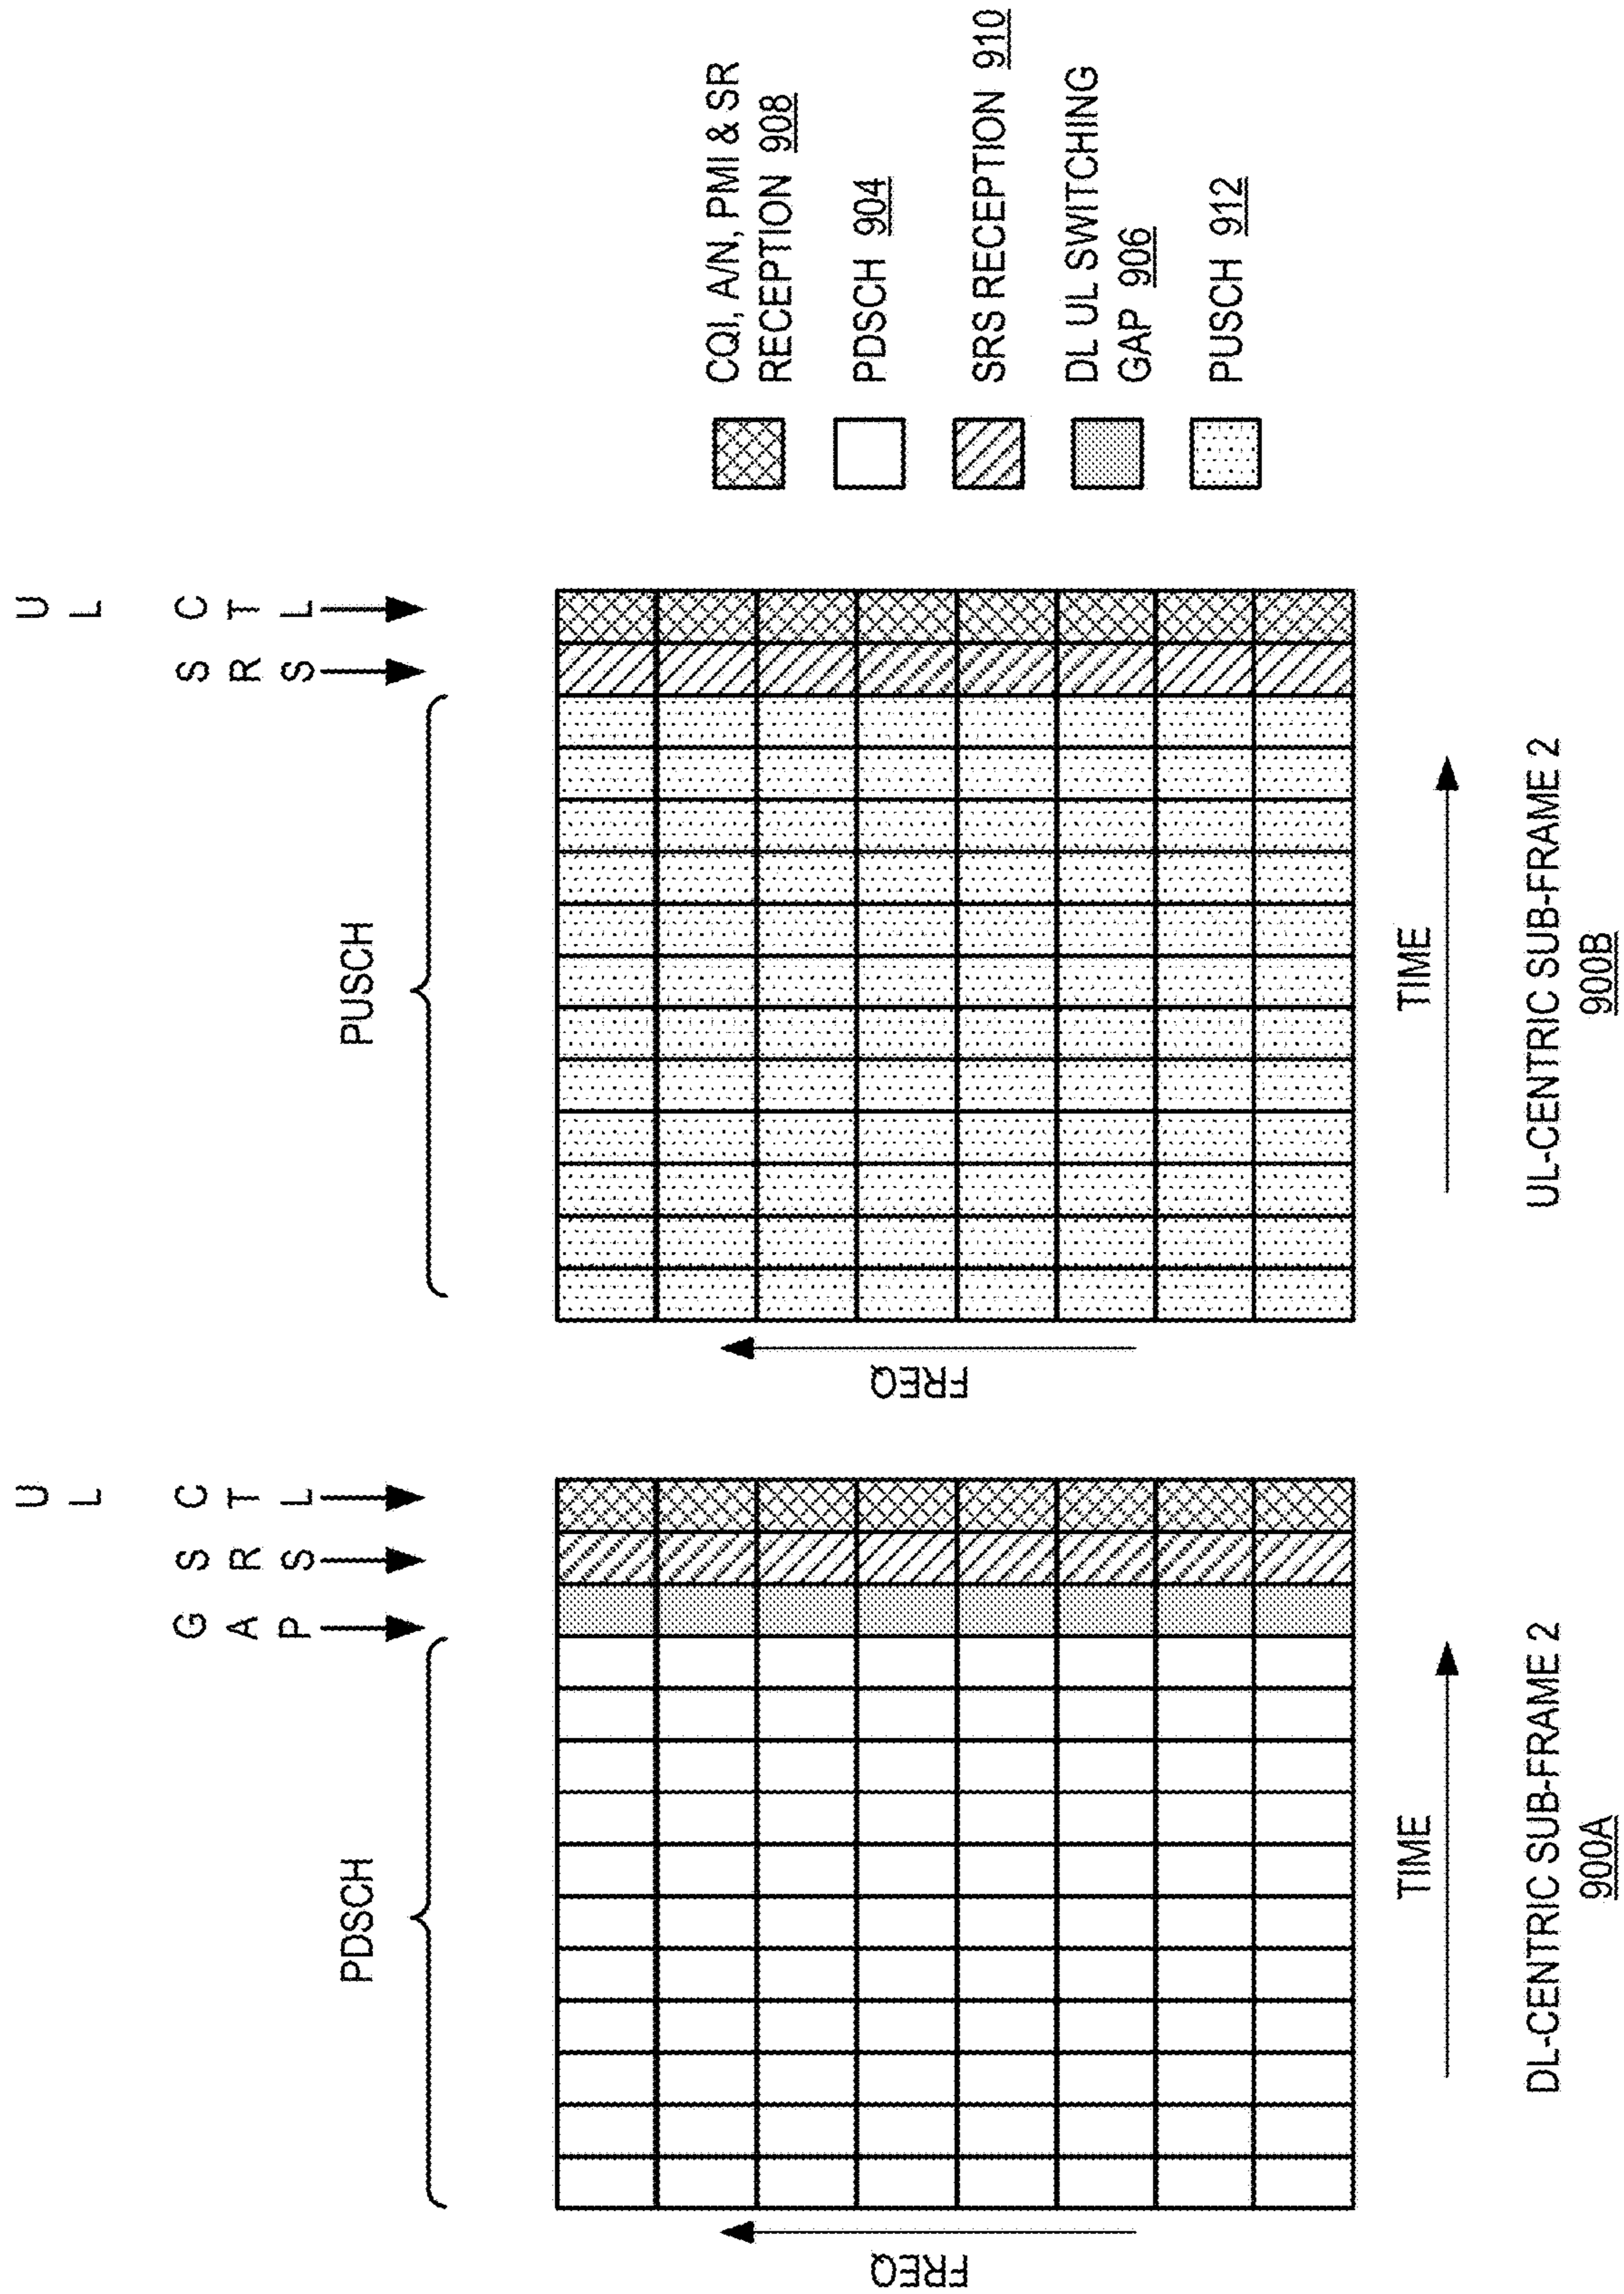 PDSCH
GAP
SRS
UL CTL
FREQ
TIME
DL-CENTRIC SUB-FRAME 2
900A
PUSCH
SRS
UL CTL
FREQ
TIME
UL-CENTRIC SUB-FRAME 2
900B
CQI, A/N, PMI & SR
RECEPTION 908
PDSCH 904
SRS RECEPTION 910
DL UL SWITCHING
GAP 906
PUSCH 912